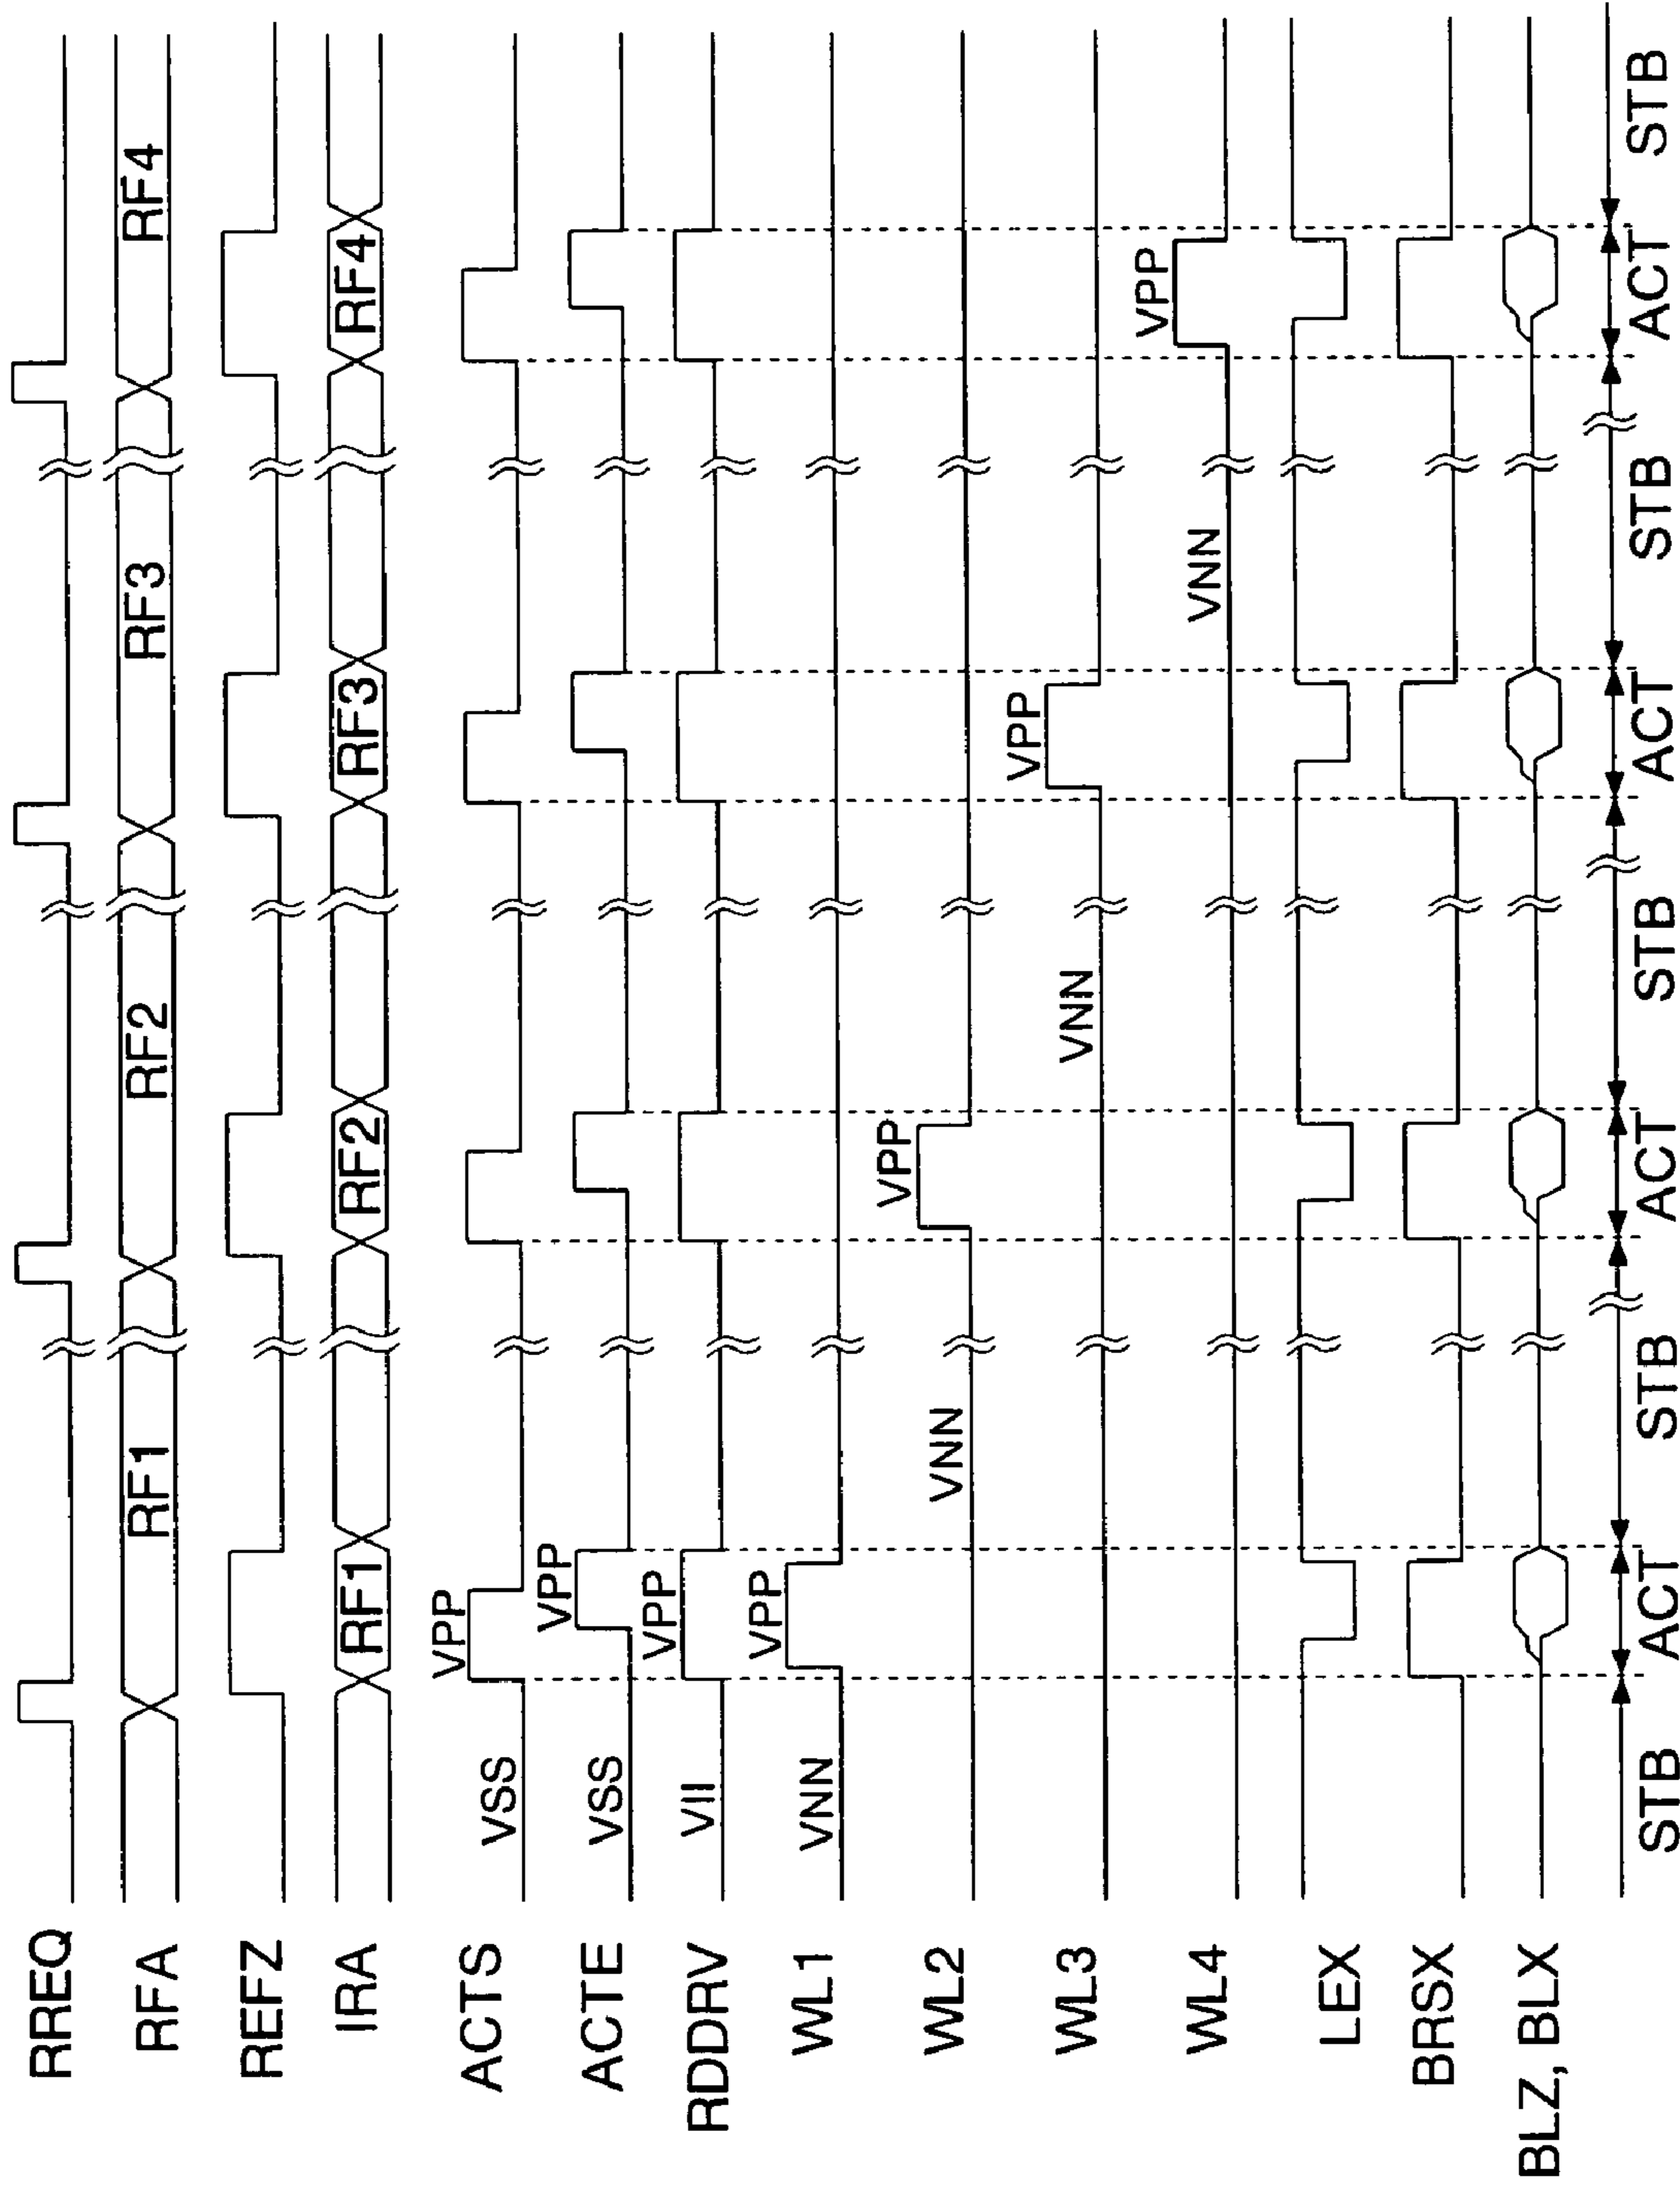 RREQ
RFA RF1 RF2 RF3 RF4
REFZ
IRA RF1 RF2 RF3 RF4
ACTS VSS VPP
ACTE VSS VPP
RDDRV VII VPP
WL1 VNN VPP
WL2 VNN VPP
WL3 VNN VPP
WL4 VNN VPP
LEX
BRSX
BLZ, BLX
STB ACT STB ACT STB ACT STB ACT STB